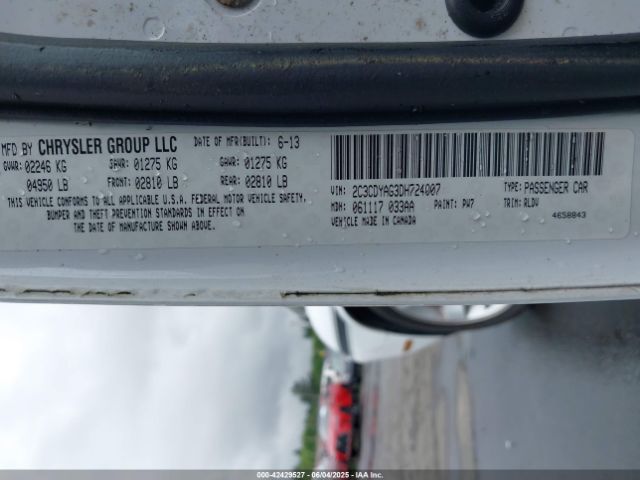 MFD BY CHRYSLER GROUP LLC DATE OF MFR(BUILT): 6-13
GVWR: 02246 KG GAWR: 01275 KG GAWR: 01275 KG
04950 LB FRONT: 02810 LB REAR: 02810 LB
THIS VEHICLE CONFORMS TO ALL APPLICABLE U.S.A. FEDERAL MOTOR VEHICLE SAFETY,
BUMPER AND THEFT PREVENTION STANDARDS IN EFFECT ON
THE DATE OF MANUFACTURE SHOWN ABOVE.
VIN: 2C3CDYAG3DH724007 TYPE: PASSENGER CAR
MDH: 061117 033AA PAINT: PW7 TRIM: RLDV
VEHICLE MADE IN CANADA 4658843
000-42429527 - 06/04/2025 - IAAI.com